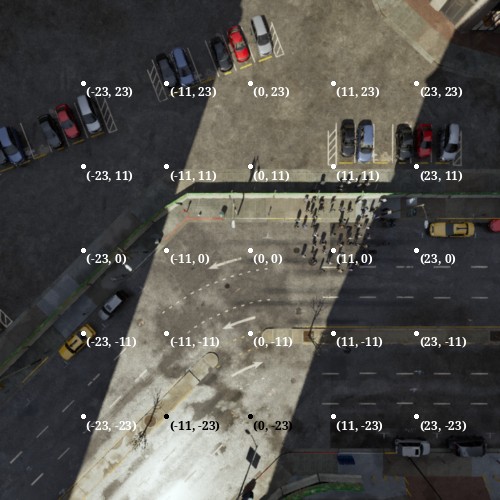 (-23, 23) (-11, 23) (0, 23) (11, 23) (23, 23)
(-23, 11) (-11, 11) (0, 11) (11, 11) (23, 11)
(-23, 0) (-11, 0) (0, 0) (11, 0) (23, 0)
(-23, -11) (-11, -11) (0, -11) (11, -11) (23, -11)
(-23, -23) (-11, -23) (0, -23) (11, -23) (23, -23)